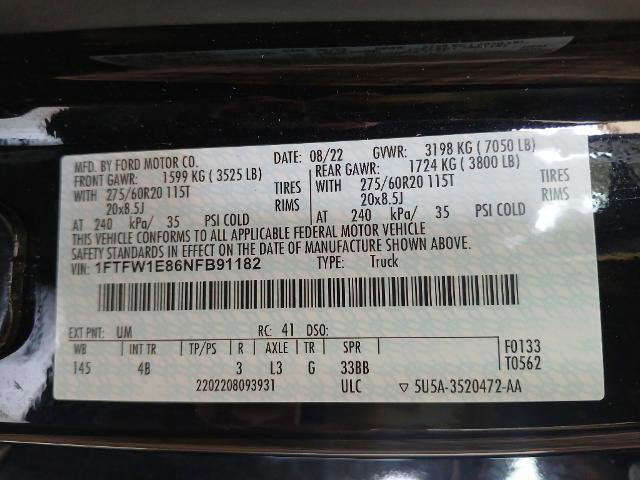 MFD. BY FORD MOTOR CO. DATE: 08/22 GVWR: 3198 KG ( 7050 LB)
FRONT GAWR: 1599 KG ( 3525 LB) REAR GAWR: 1724 KG ( 3800 LB)
WITH 275/60R20 115T TIRES WITH 275/60R20 115T TIRES
20x8.5J RIMS 20x8.5J RIMS
AT 240 kPa/ 35 PSI COLD AT 240 kPa/ 35 PSI COLD
THIS VEHICLE CONFORMS TO ALL APPLICABLE FEDERAL MOTOR VEHICLE
SAFETY STANDARDS IN EFFECT ON THE DATE OF MANUFACTURE SHOWN ABOVE.
VIN: 1FTFW1E86NFB91182 TYPE: Truck
EXT PNT: UM RC: 41 DSO:
WB INT TR TP/PS R AXLE TR SPR F0133
145 4B 3 L3 G 33BB T0562
2202208093931 ULC ▽ 5U5A-3520472-AA